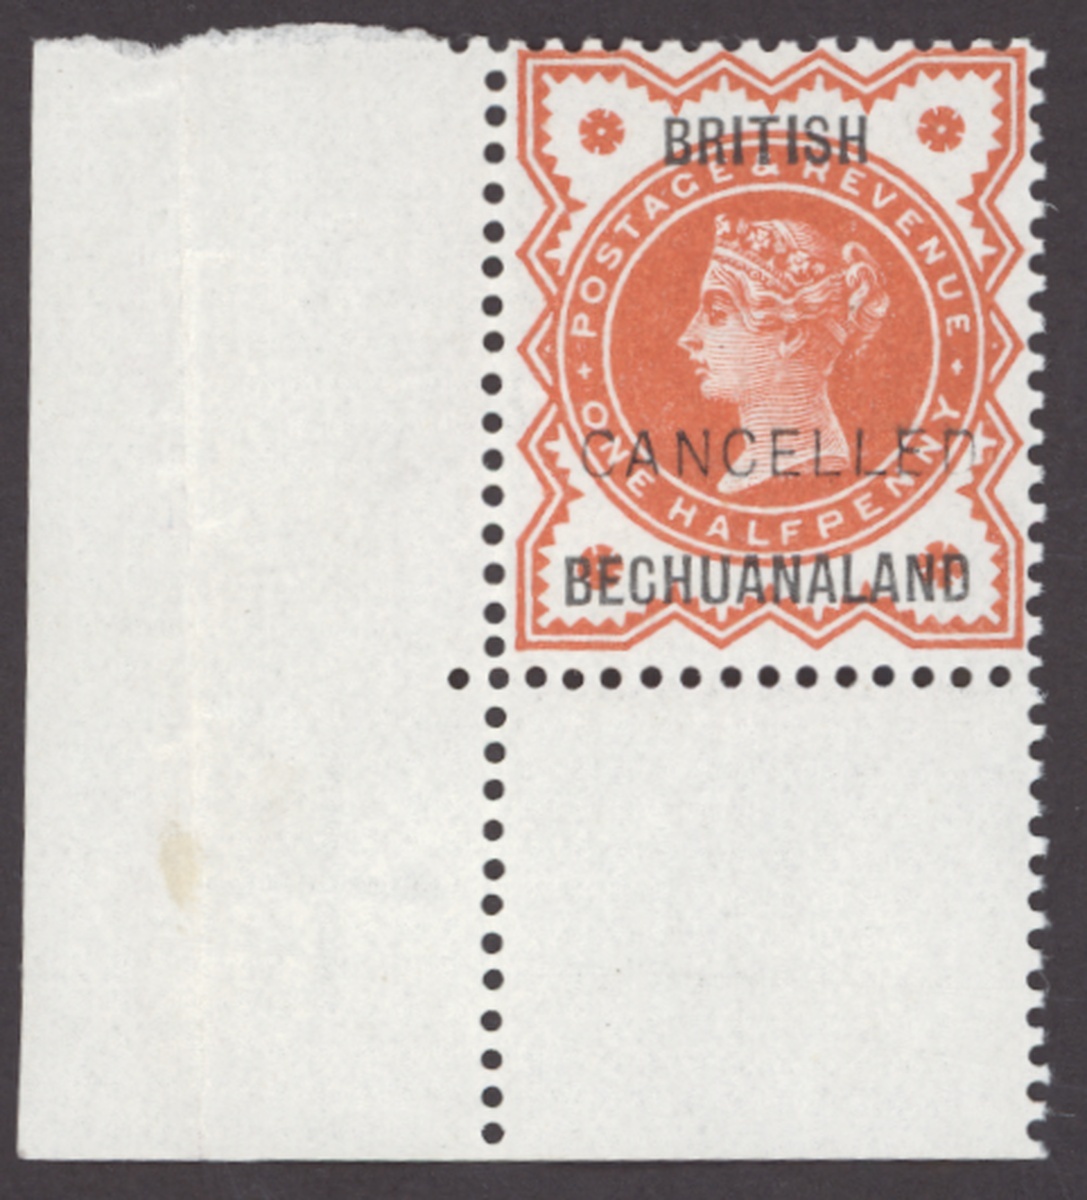 BRITISH
POSTAGE & REVENUE
CANCELLED
ONE HALFPENNY
BECHUANALAND